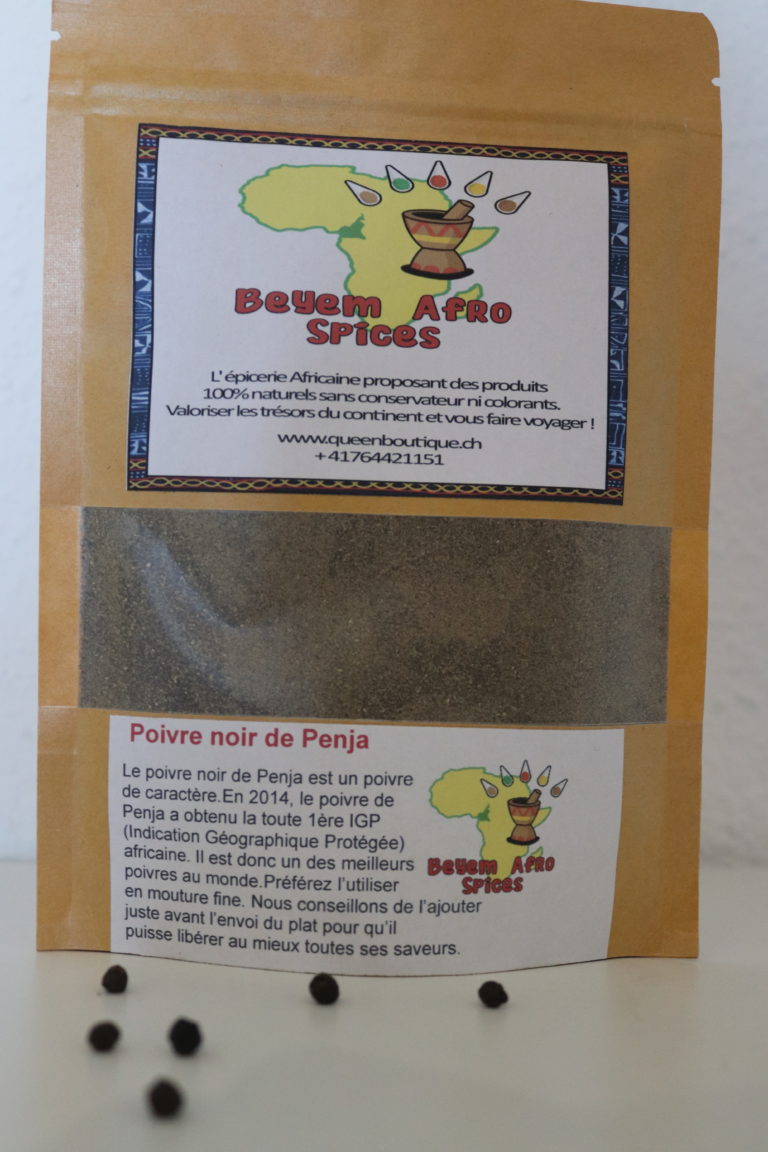 Beyem Afro
Spices
L' épicerie Africaine proposant des produits
100% naturels sans conservateur ni colorants.
Valoriser les trésors du continent et vous faire voyager !
www.queenboutique.ch
+41764421151
Poivre noir de Penja
Le poivre noir de Penja est un poivre
de caractère.En 2014, le poivre de
Penja a obtenu la toute 1ère IGP
(Indication Géographique Protégée)
africaine. Il est donc un des meilleurs
poivres au monde.Préférez l'utiliser
en mouture fine. Nous conseillons de l'ajouter
juste avant l'envoi du plat pour qu'il
puisse libérer au mieux toutes ses saveurs.
Beyem Afro
Spices